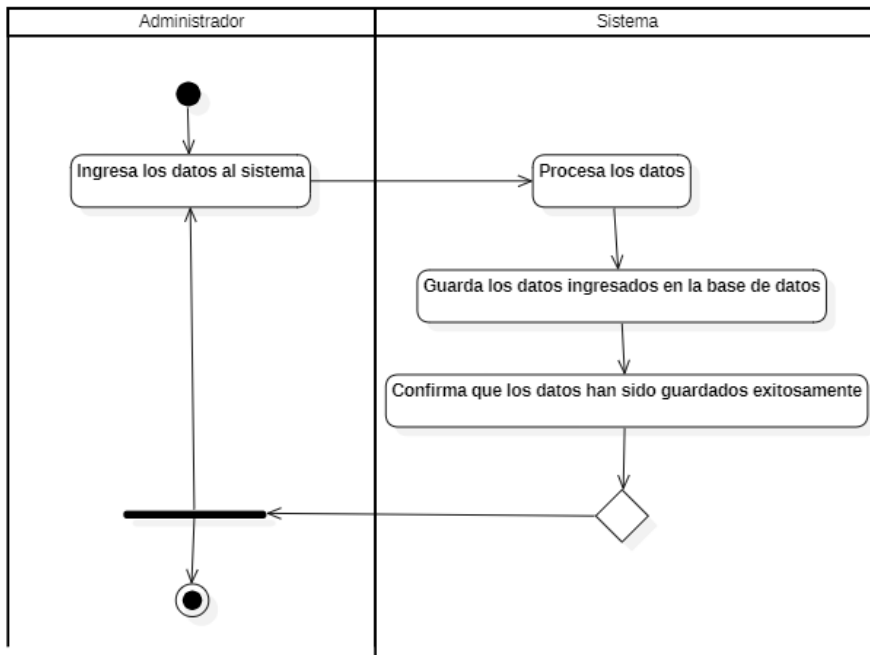 Administrador
Sistema
Ingresa los datos al sistema
Procesa los datos
Guarda los datos ingresados en la base de datos
Confirma que los datos han sido guardados exitosamente